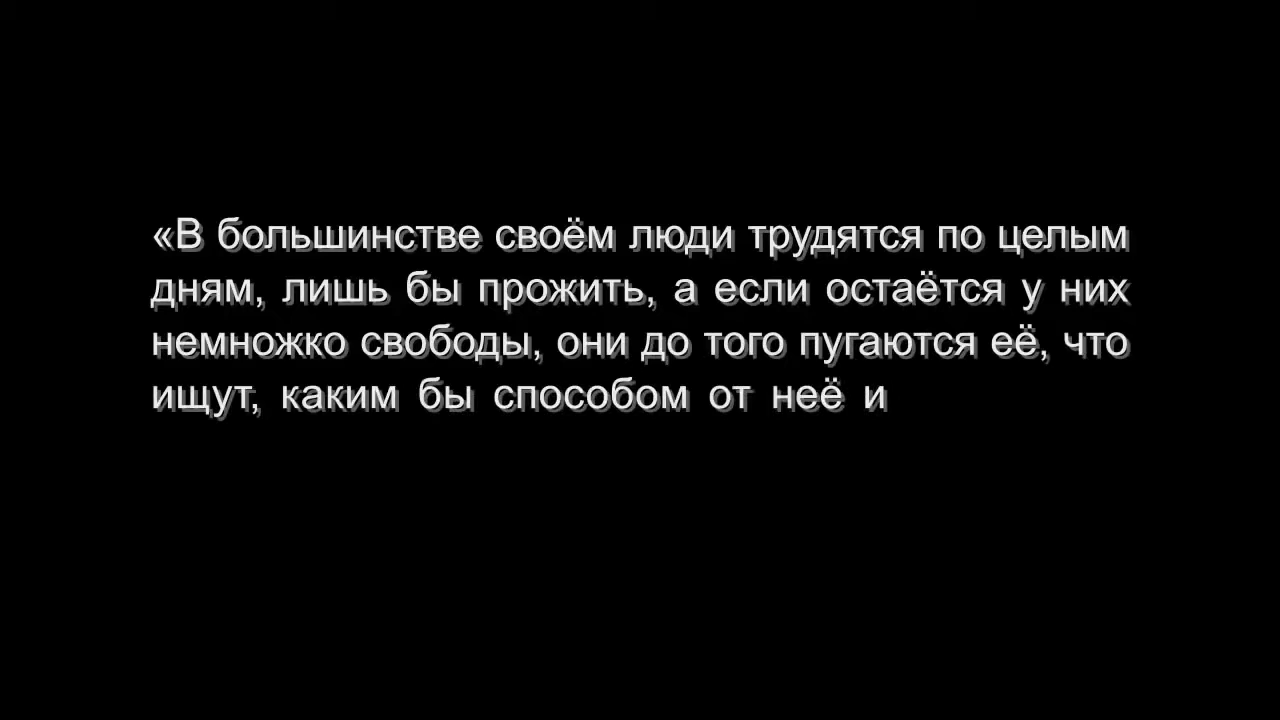 «В большинстве своём люди трудятся по целым
дням, лишь бы прожить, а если остаётся у них
немножко свободы, они до того пугаются её, что
ищут, каким бы способом от неё и